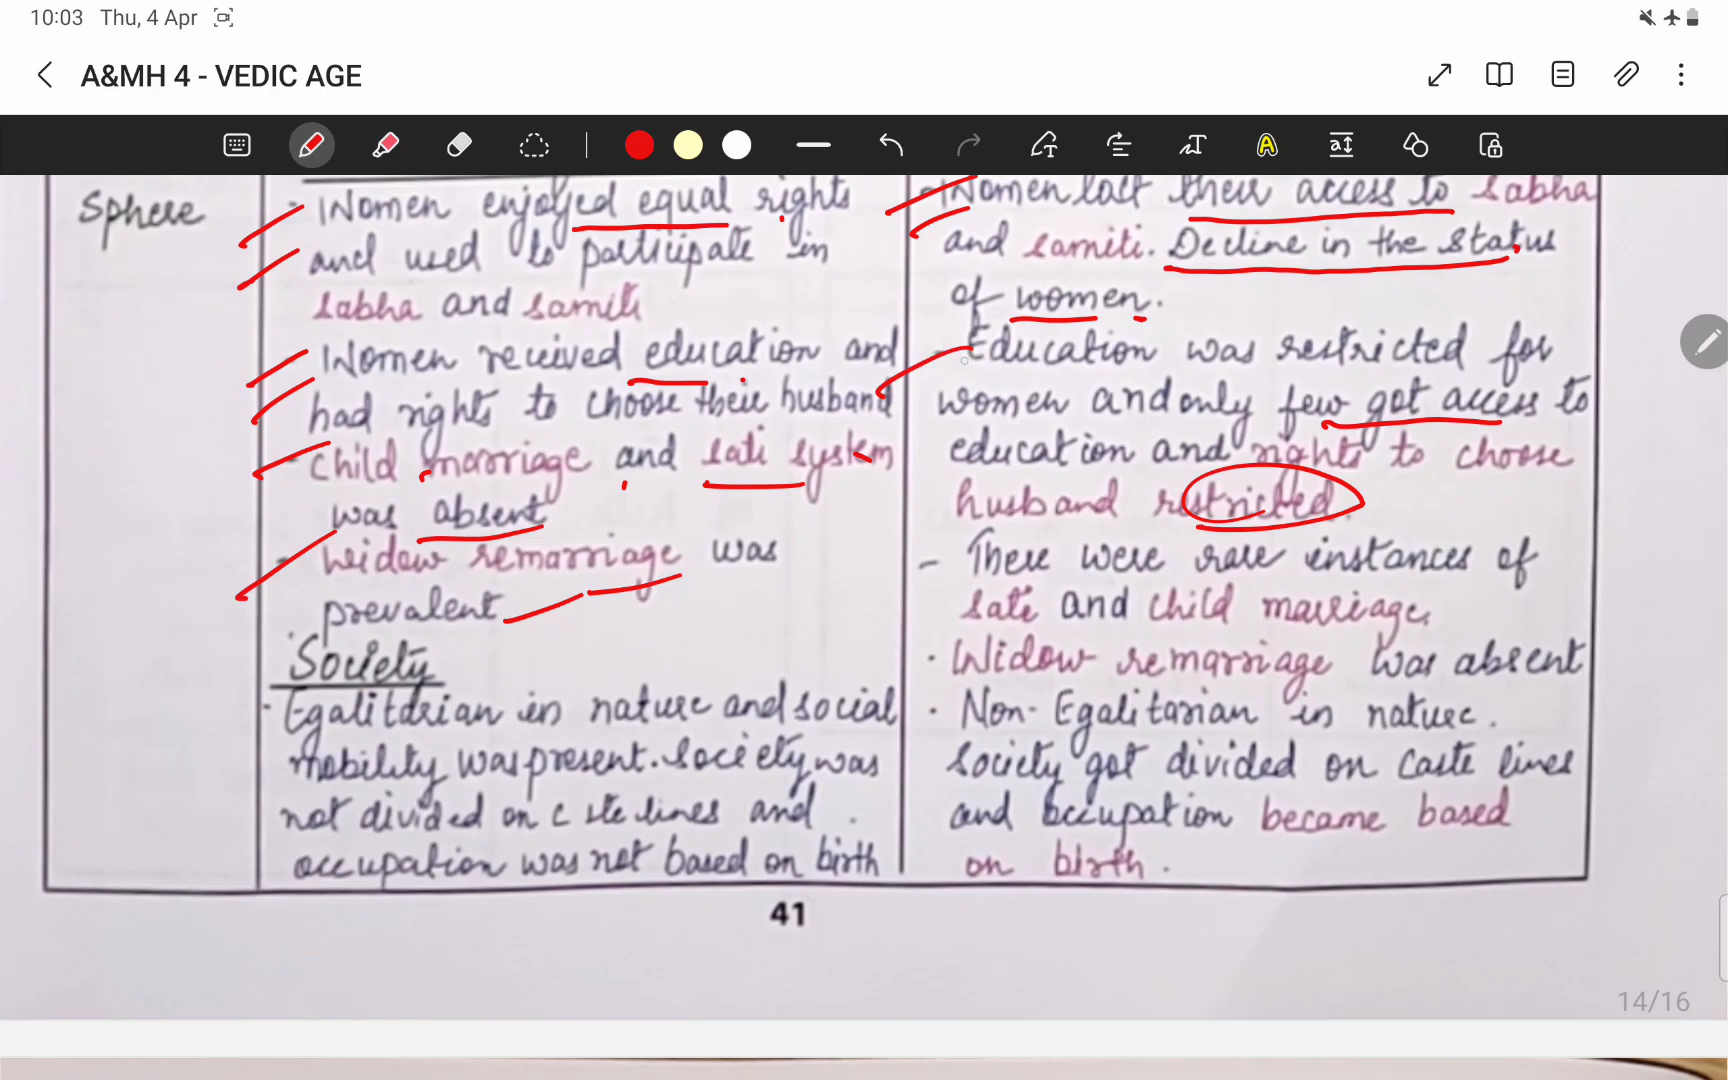 10:03 Thu, 4 Apr
A&MH 4 - VEDIC AGE
Sphere
- Women enjoyed equal rights
and used to participate in
sabha and samiti
- Women received education and
had rights to choose their husband
- Child marriage and sati system
was absent
- Widow remarriage was
prevalent
Society
· Egalitarian in nature and social
mobility was present. Society was
not divided on c ste lines and
occupation was not based on birth
- Women lost their access to sabha
and samiti. Decline in the status
of women.
- Education was restricted for
women and only few got access to
education and rights to choose
husband restricted.
- There were rare instances of
sati and child marriage.
· Widow remarriage was absent
· Non-Egalitarian in nature.
Society got divided on caste lines
and occupation became based
on birth.
41
14/16